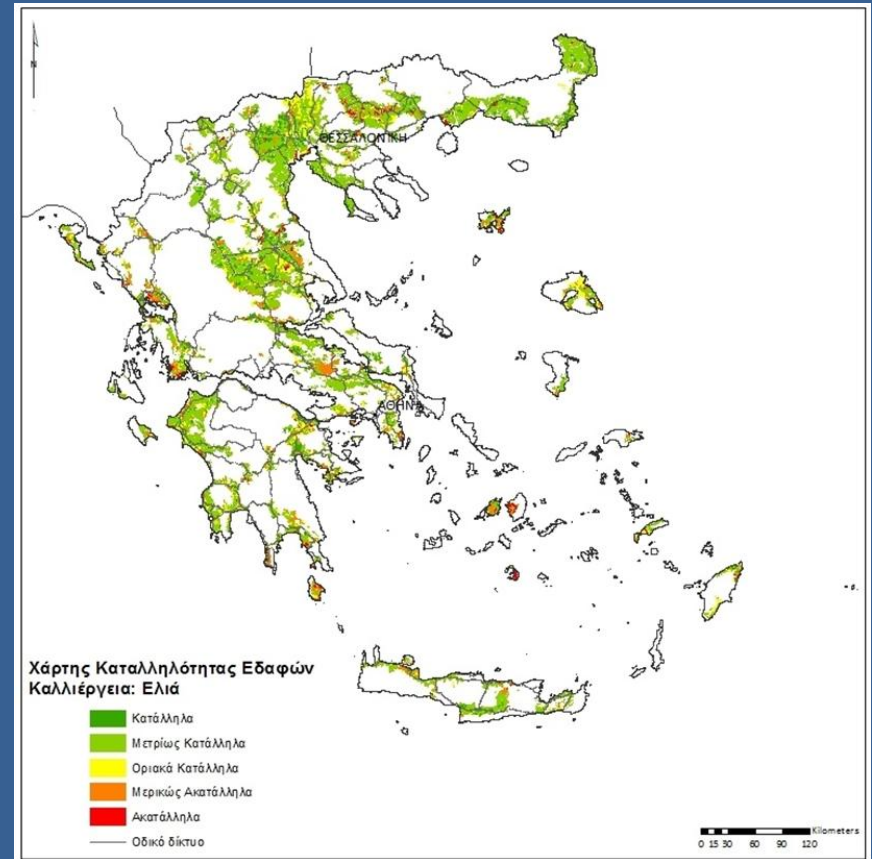 N
ΘΕΣΣΑΛΟΝΙΚΗ
ΑΘΗΝΑ
Χάρτης Καταλληλότητας Εδαφών
Καλλιέργεια: Ελιά
Κατάλληλα
Μετρίως Κατάλληλα
Οριακά Κατάλληλα
Μερικώς Ακατάλληλα
Ακατάλληλα
Οδικό δίκτυο
Kilometers
0 15 30 60 90 120